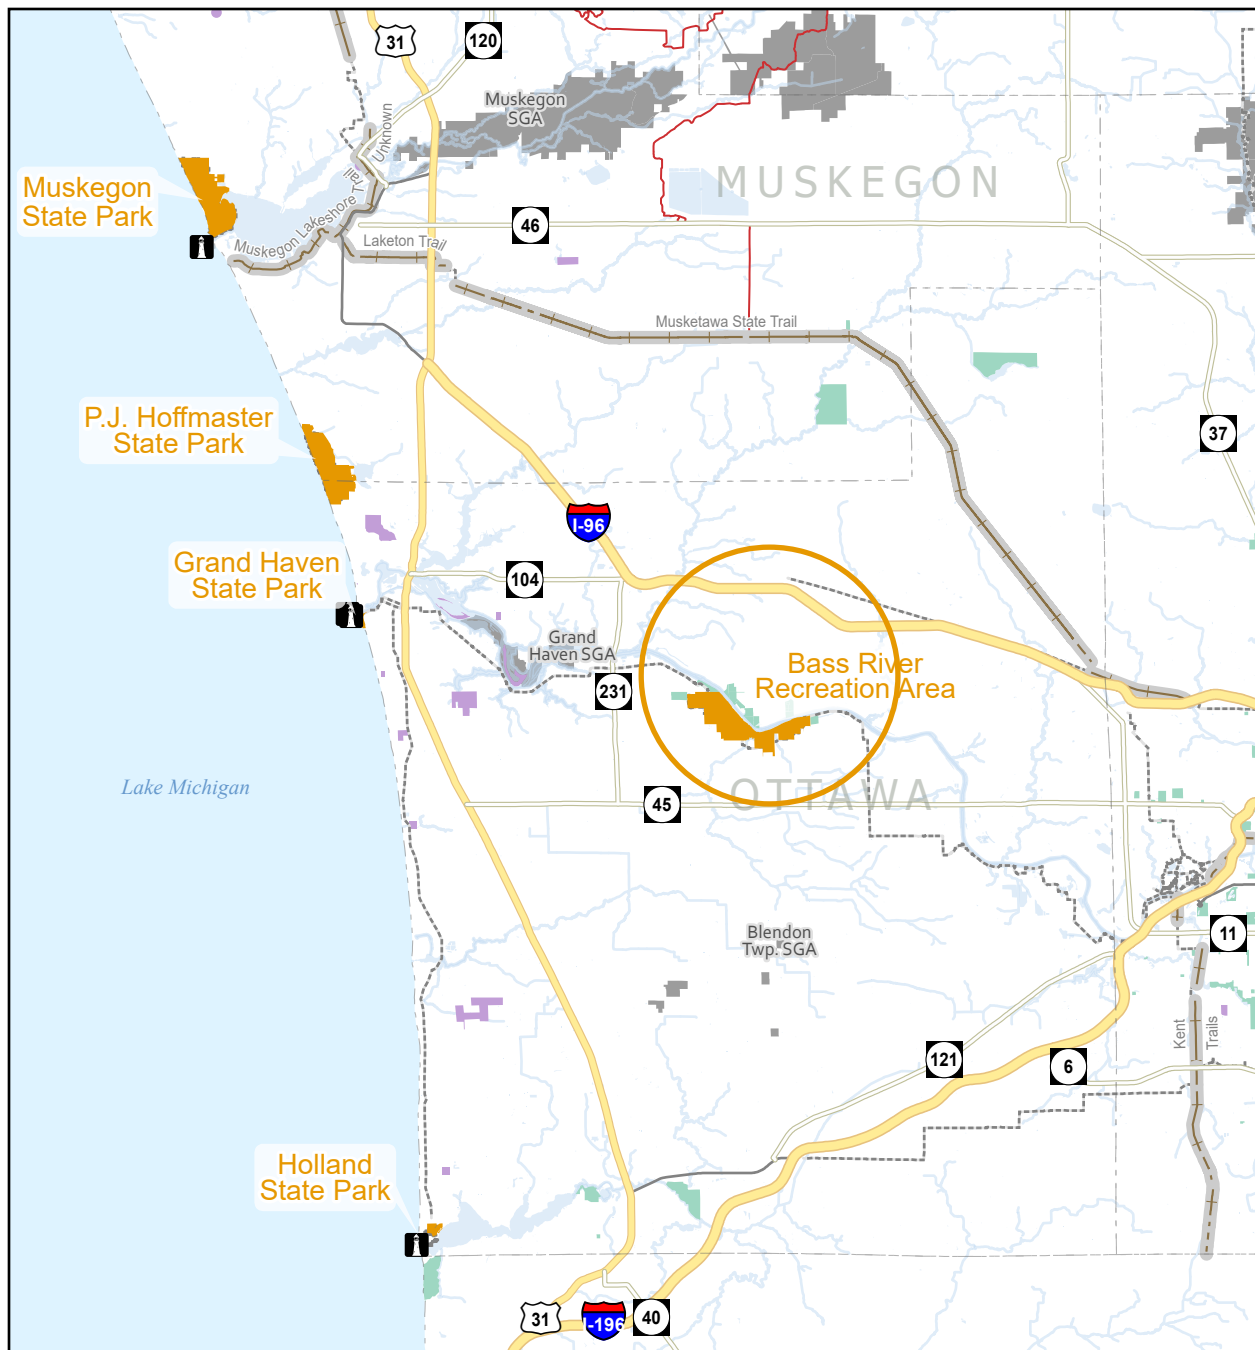 31
120
Muskegon
SGA
Unknown
MUSKEGON
Muskegon
State Park
Muskegon Lakeshore Trail
46
Laketon Trail
Musketawa State Trail
P.J. Hoffmaster
State Park
37
I-96
Grand Haven
State Park
104
Grand
Haven SGA
Bass River
Recreation Area
231
Lake Michigan
OTTAWA
45
Blendon
Twp. SGA
11
Kent
Trails
121
6
Holland
State Park
31
I-196
40